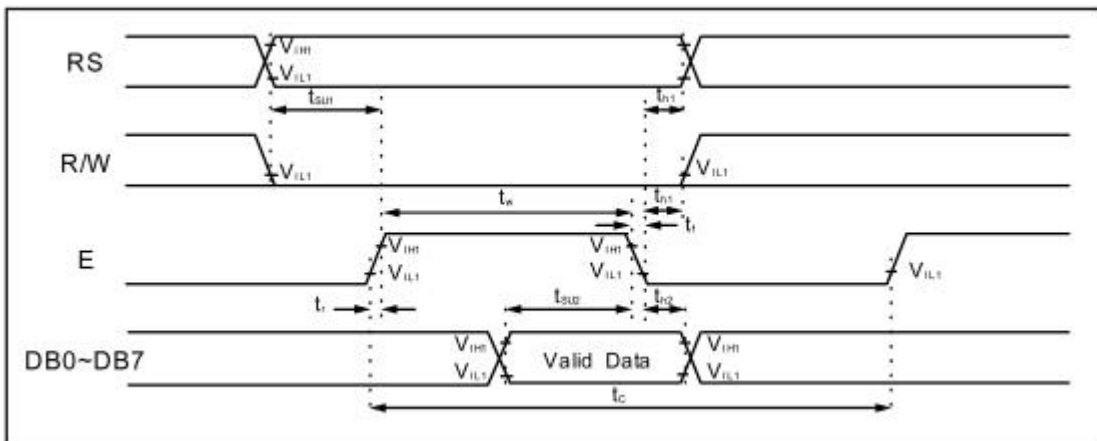 RS
VIH1
VIL1
tSU1
th1
R/W
VIL1
VIL1
tw
th1
tf
E
VIH1
VIL1
VIH1
VIL1
VIL1
tr
tSU2
th2
DB0~DB7
VIH1
VIL1
Valid Data
VIH1
VIL1
tC